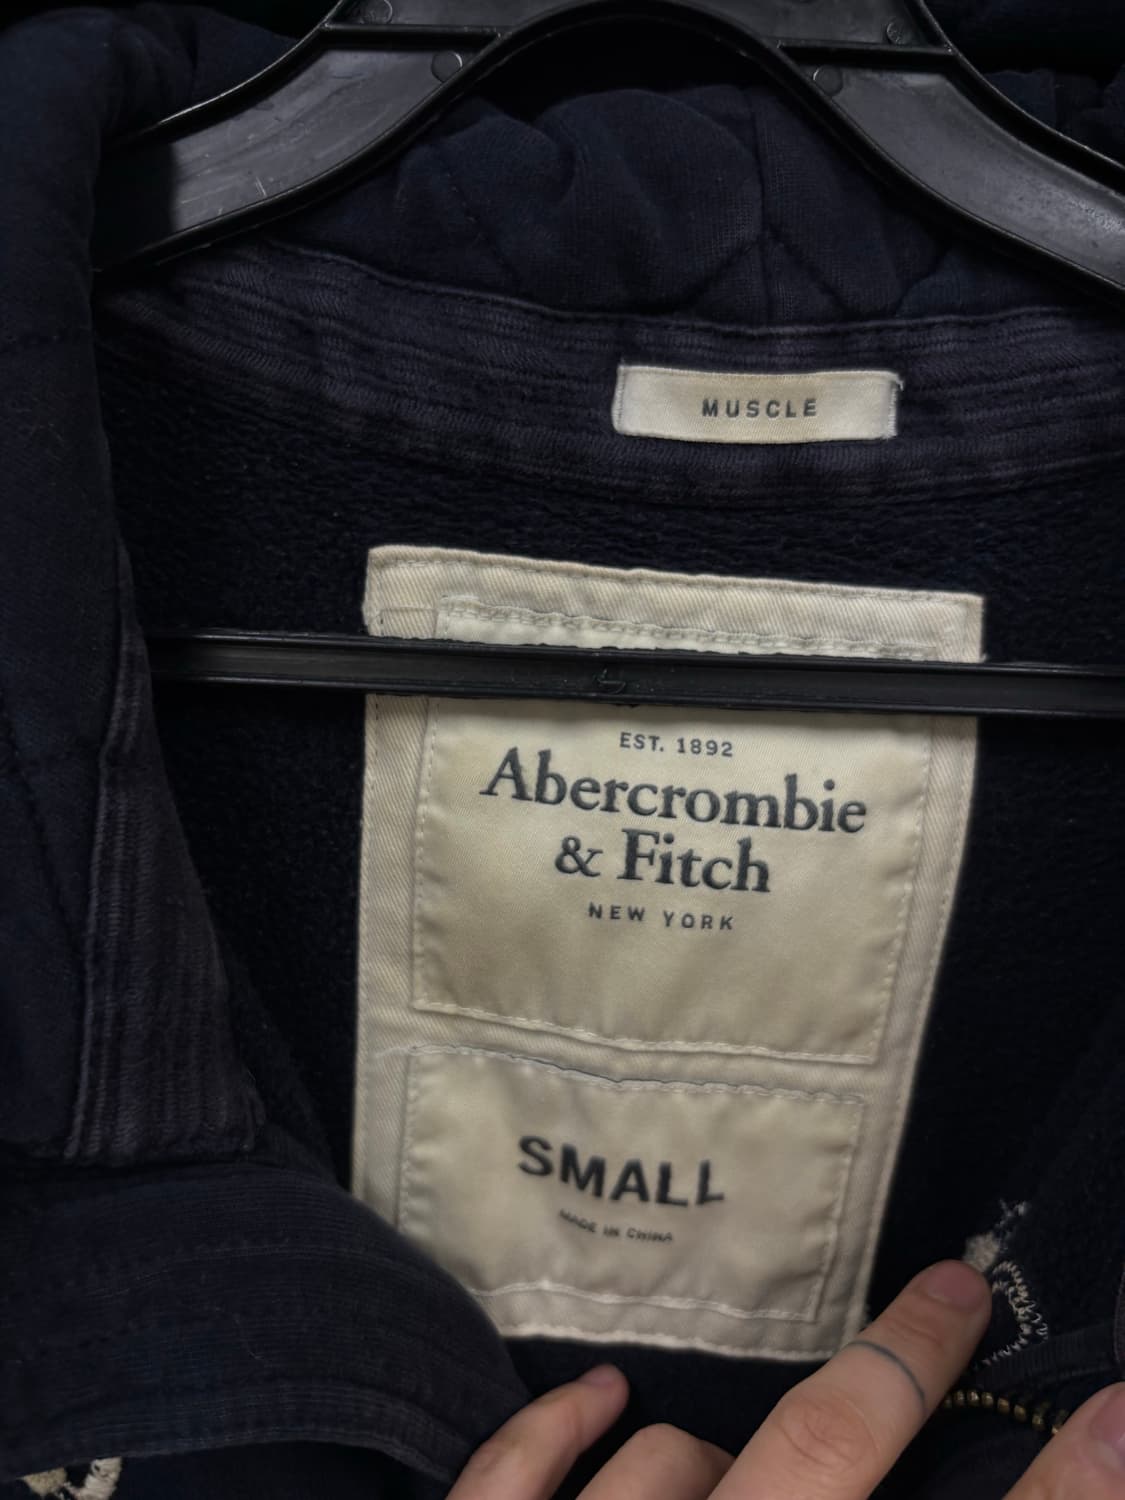 MUSCLE
EST. 1892
Abercrombie
& Fitch
NEW YORK
SMALL
MADE IN CHINA